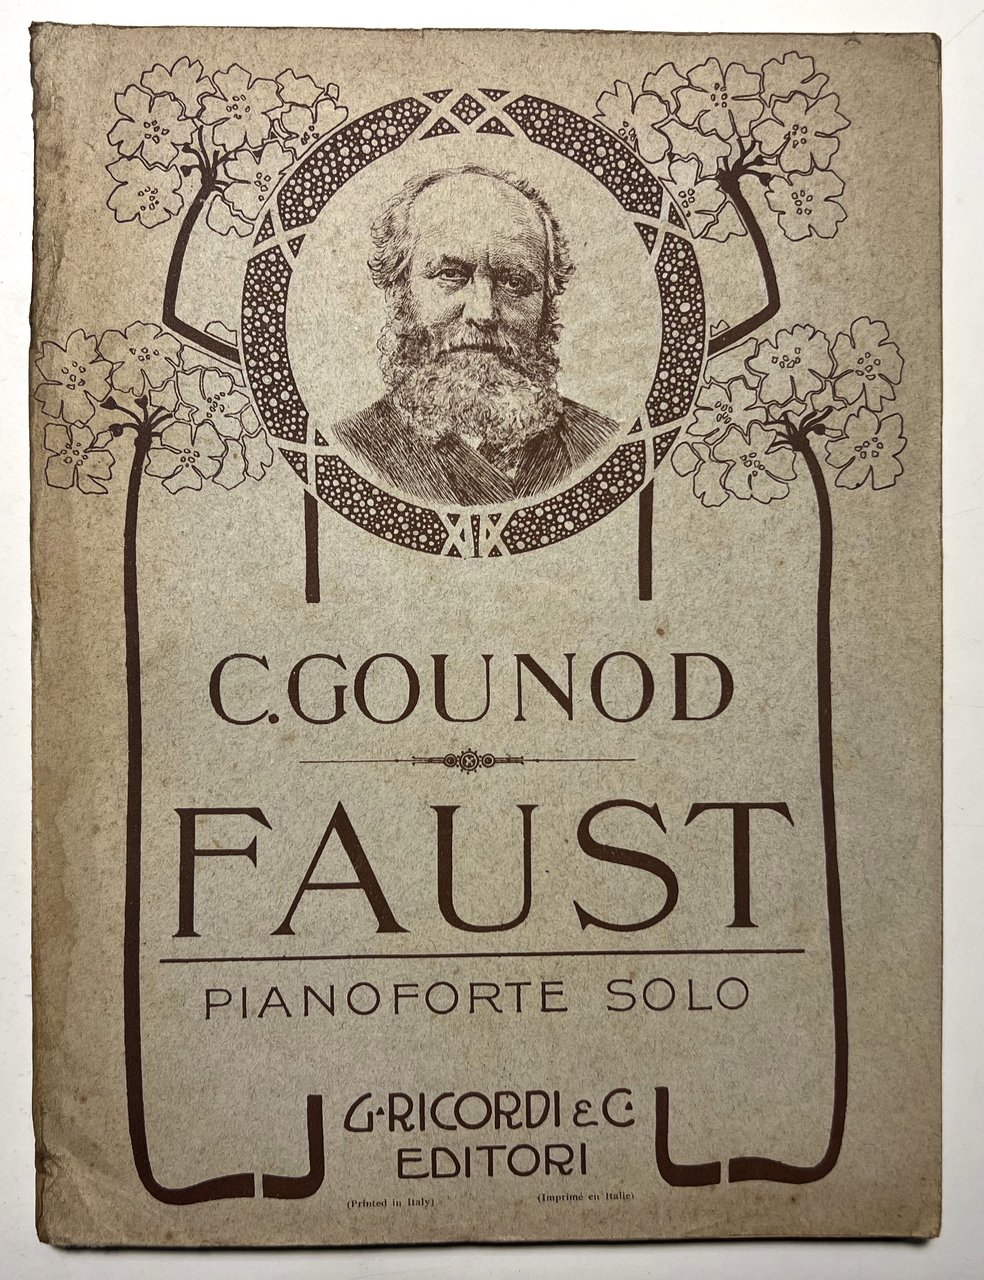 C. GOUNOD
FAUST
PIANOFORTE SOLO
G. RICORDI & C.
EDITORI
(Printed in Italy) (Imprimé en Italie)